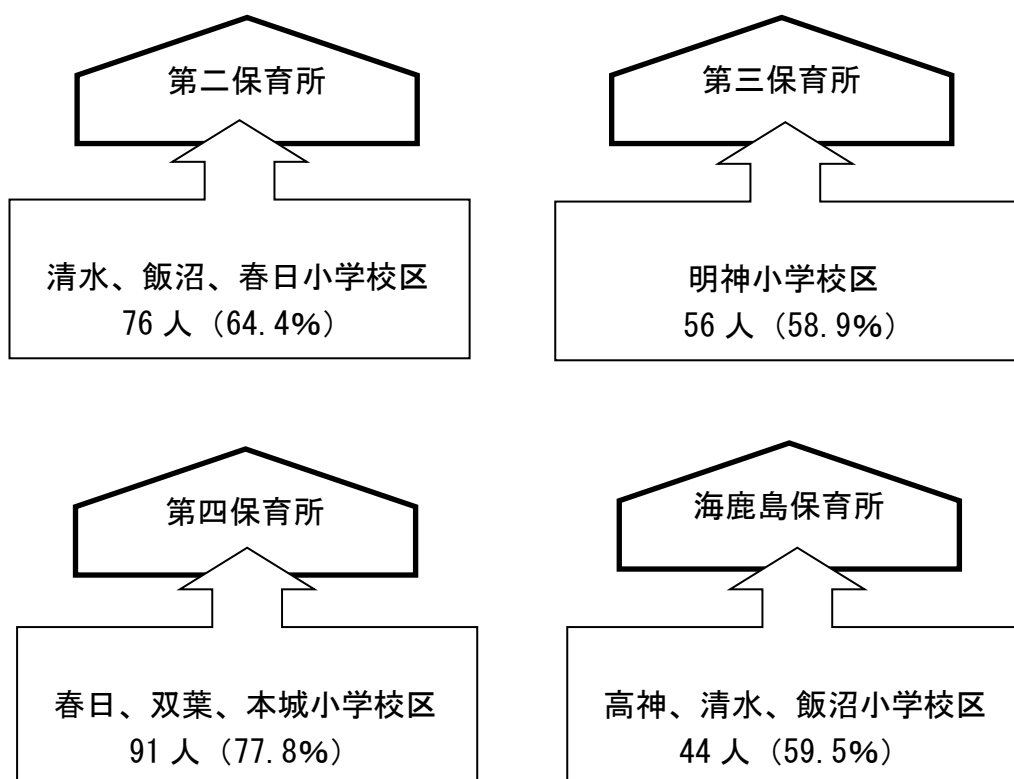 第二保育所
清水、飯沼、春日小学校区
76 人（64.4％）
第三保育所
明神小学校区
56 人（58.9％）
第四保育所
春日、双葉、本城小学校区
91 人（77.8％）
海鹿島保育所
高神、清水、飯沼小学校区
44 人（59.5％）